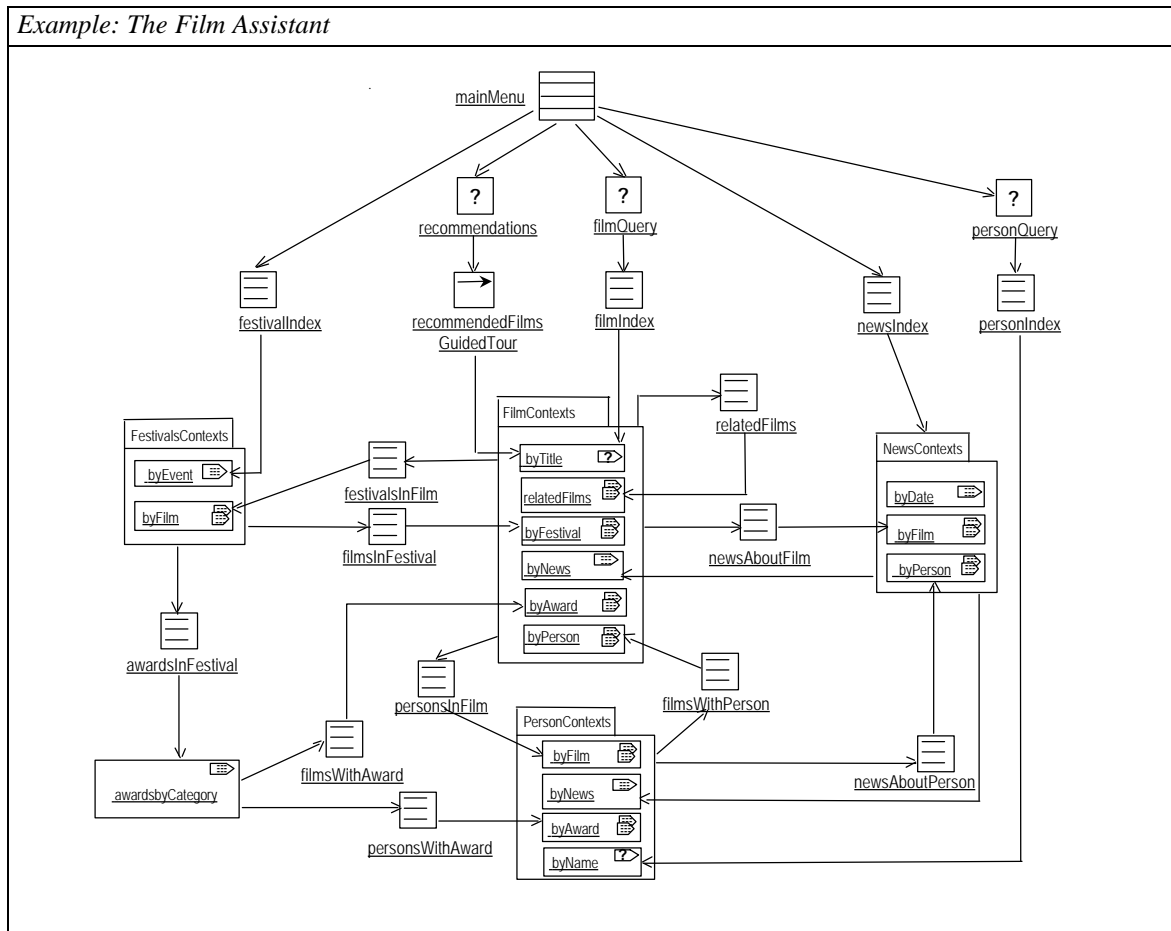 Example: The Film Assistant
mainMenu
?
?
?
recommendations
filmQuery
personQuery
festivalIndex
recommendedFilms
GuidedTour
filmIndex
newsIndex
personIndex
relatedFilms
FestivalsContexts
byEvent
byFilm
festivalsInFilm
filmsInFestival
FilmContexts
byTitle
?
relatedFilms
byFestival
byNews
byAward
byPerson
newsAboutFilm
NewsContexts
byDate
byFilm
byPerson
awardsInFestival
personsInFilm
filmsWithPerson
filmsWithAward
awardsbyCategory
personsWithAward
PersonContexts
byFilm
byNews
byAward
byName
?
newsAboutPerson